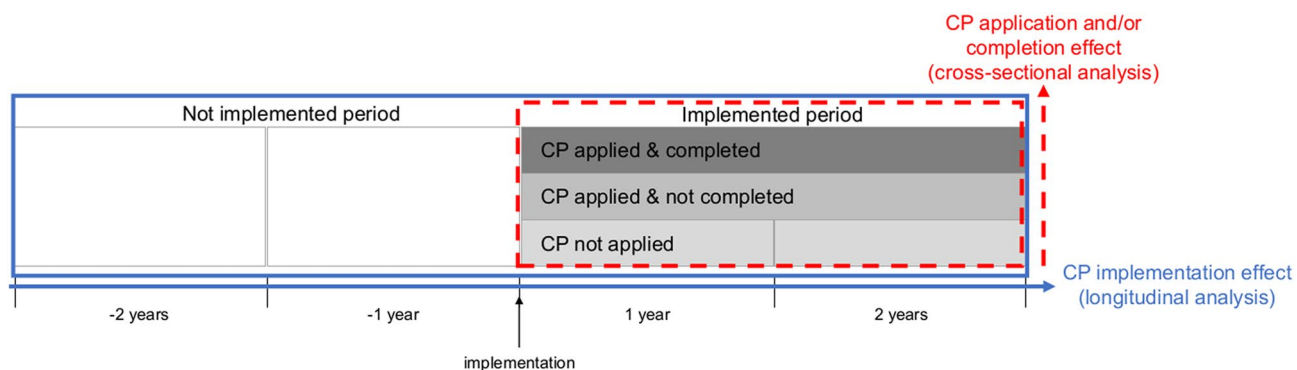 CP application and/or
completion effect
(cross-sectional analysis)
Not implemented period
Implemented period
CP applied & completed
CP applied & not completed
CP not applied
CP implementation effect
(longitudinal analysis)
-2 years
-1 year
1 year
2 years
implementation